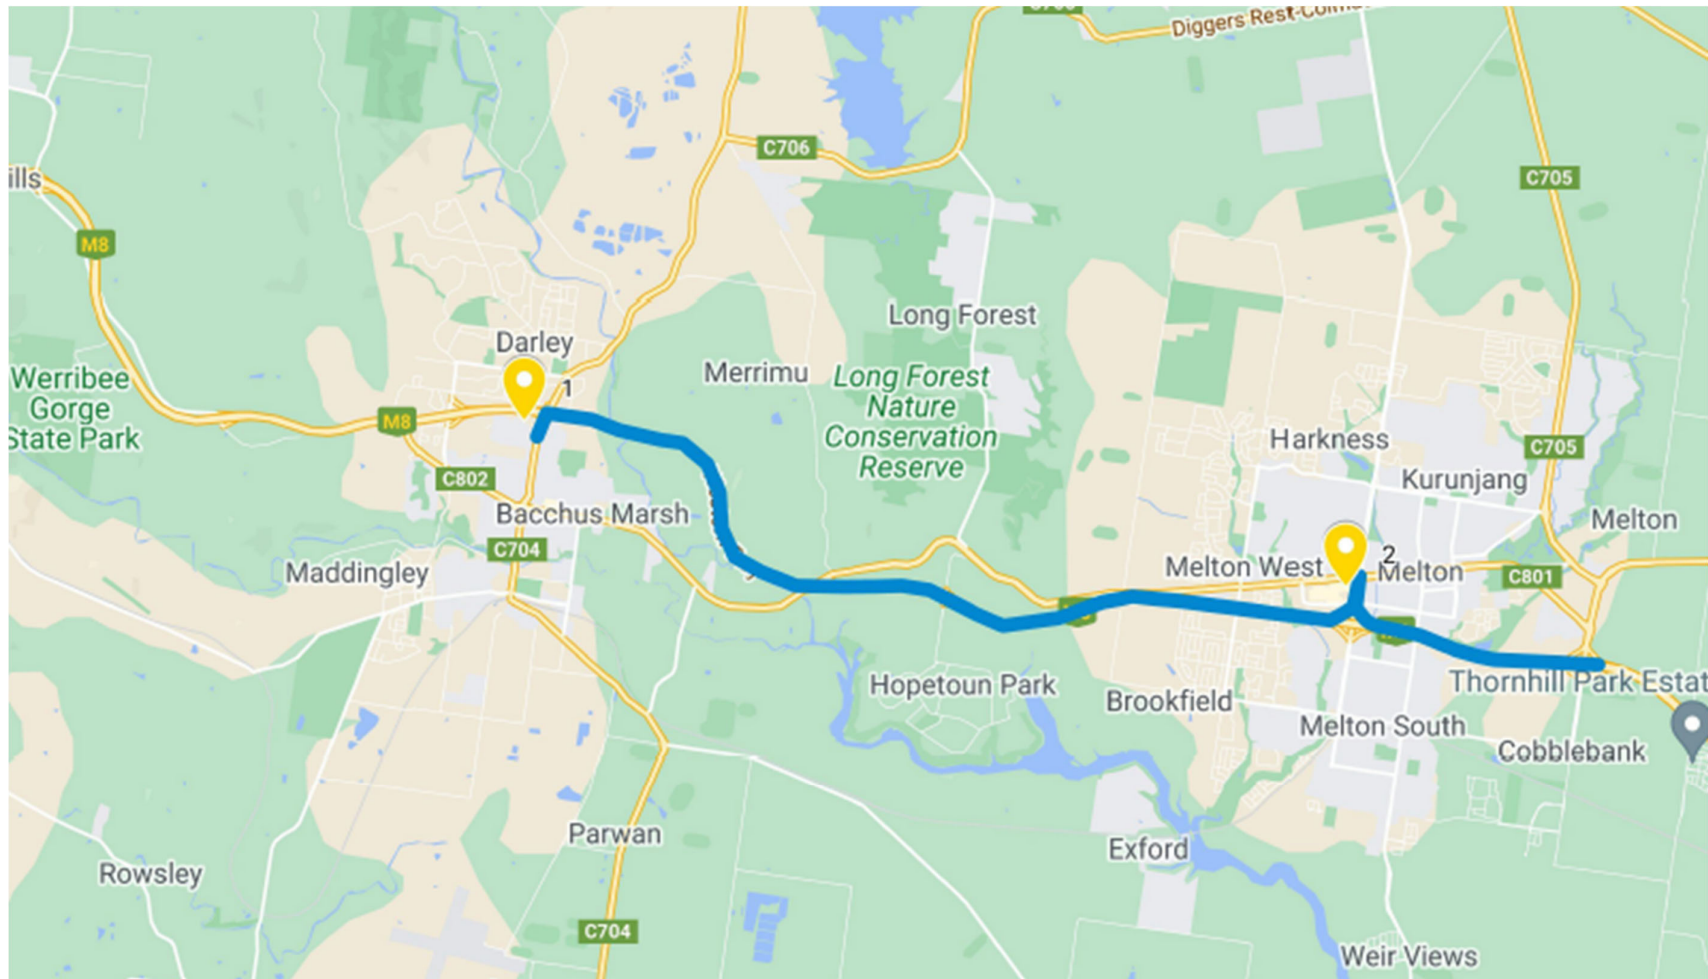 Diggers Rest-Coima
C706
C705
ills
M8
Long Forest
Darley
Merrimu
1
Werribee
Gorge
State Park
Long Forest
Nature
Conservation
Reserve
M8
Harkness
C705
C802
Kurunjang
Bacchus Marsh
Melton
C704
2
Maddingley
Melton West
Melton
C801
Hopetoun Park
Thornhill Park Estat
Brookfield
Melton South
Cobblebank
Parwan
Exford
Rowsley
C704
Weir Views